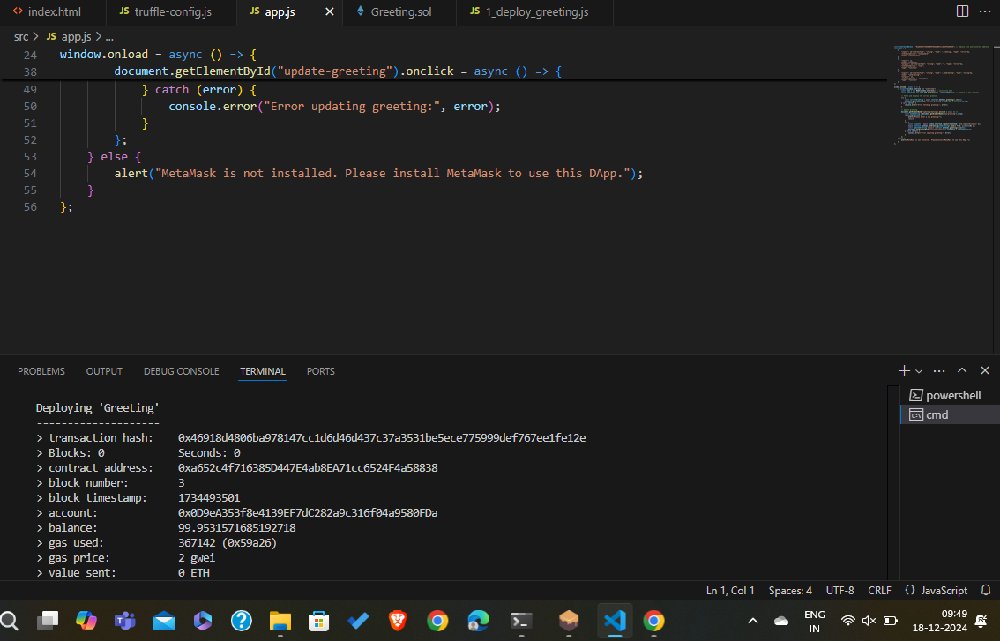 index.html JS truffle-config.js JS app.js Greeting.sol JS 1_deploy_greeting.js
src > JS app.js > ...
24 window.onload = async () => {
38 document.getElementById("update-greeting").onclick = async () => {
49 } catch (error) {
50 console.error("Error updating greeting:", error);
51 }
52 };
53 } else {
54 alert("MetaMask is not installed. Please install MetaMask to use this DApp.");
55 }
56 };
PROBLEMS OUTPUT DEBUG CONSOLE TERMINAL PORTS
powershell
cmd
Deploying 'Greeting'
--------------------
> transaction hash: 0x46918d4806ba978147cc1d6d46d437c37a3531be5ece775999def767ee1fe12e
> Blocks: 0 Seconds: 0
> contract address: 0xa652c4f716385D447E4ab8EA71cc6524F4a58838
> block number: 3
> block timestamp: 1734493501
> account: 0x0D9eA353f8e4139EF7dC282a9c316f04a9580FDa
> balance: 99.9531571685192718
> gas used: 367142 (0x59a26)
> gas price: 2 gwei
> value sent: 0 ETH
Ln 1, Col 1 Spaces: 4 UTF-8 CRLF {} JavaScript
ENG
IN
09:49
18-12-2024